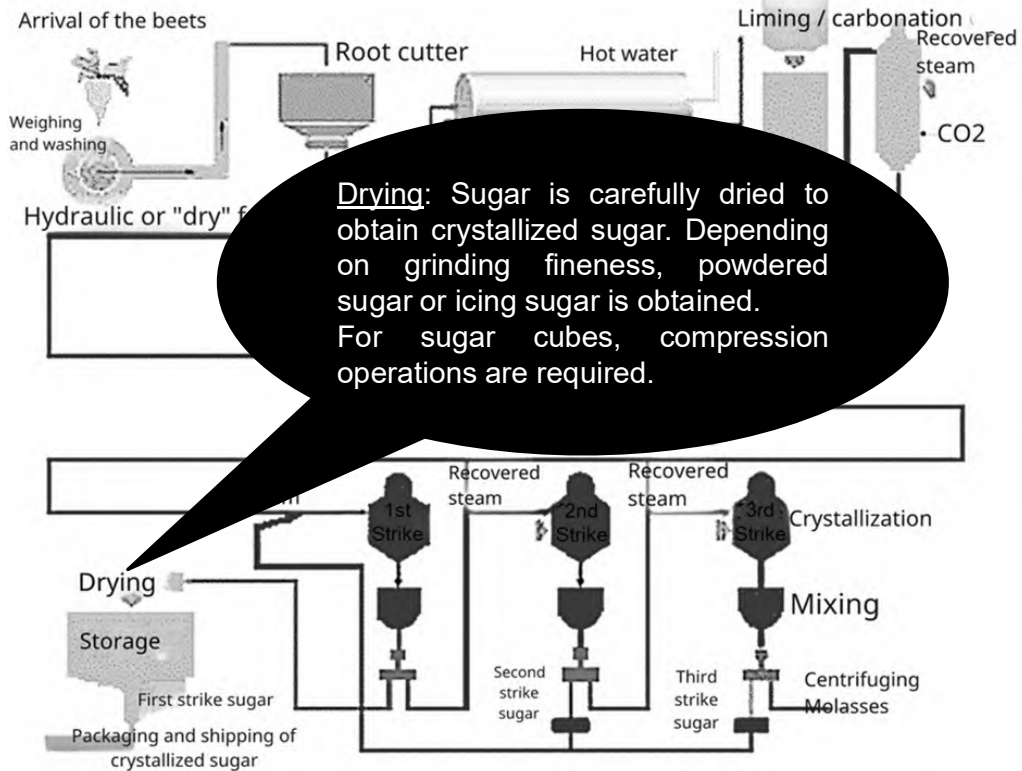 Arrival of the beets
Liming / carbonation
Root cutter
Hot water
Recovered
steam
Weighing
and washing
CO2
Hydraulic or "dry"
Drying: Sugar is carefully dried to
obtain crystallized sugar. Depending
on grinding fineness, powdered
sugar or icing sugar is obtained.
For sugar cubes, compression
operations are required.
Recovered
steam
Recovered
steam
1st
Strike
2nd
Strike
3rd
Strike
Crystallization
Drying
Mixing
Storage
Second
strike
sugar
Third
strike
sugar
Centrifuging
Molasses
First strike sugar
Packaging and shipping of
crystallized sugar